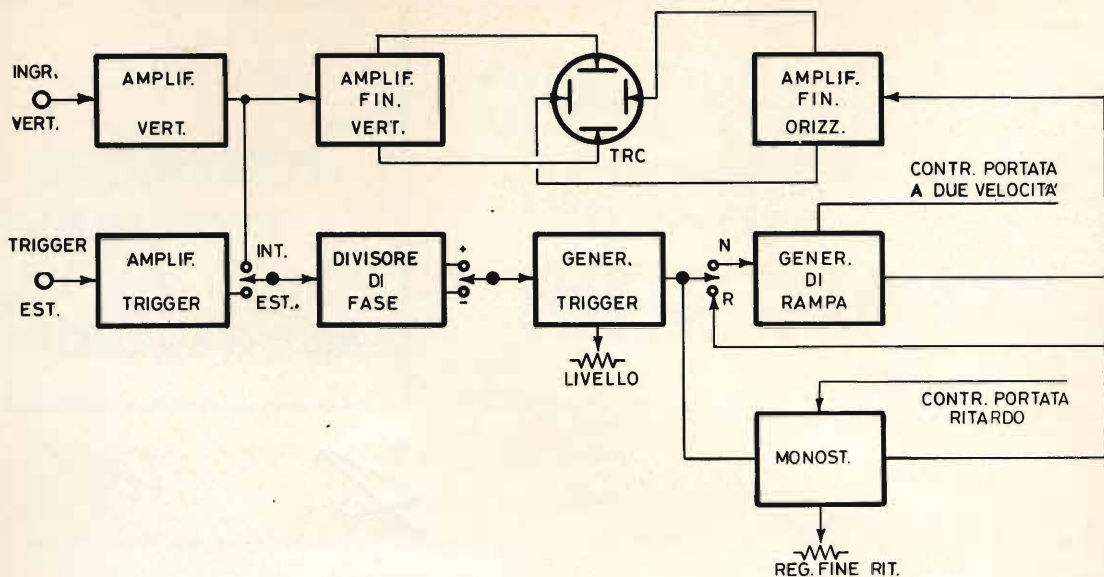 INGR.
VERT.
AMPLIF.
VERT.
AMPLIF.
FIN.
VERT.
TRC
AMPLIF.
FIN.
ORIZZ.
CONTR. PORTATA
A DUE VELOCITA'
TRIGGER
EST.
AMPLIF.
TRIGGER
INT.
EST.
DIVISORE
DI
FASE
+
-
GENER.
TRIGGER
LIVELLO
N
R
GENER.
DI
RAMPA
CONTR. PORTATA
RITARDO
MONOST.
REG. FINE RIT.